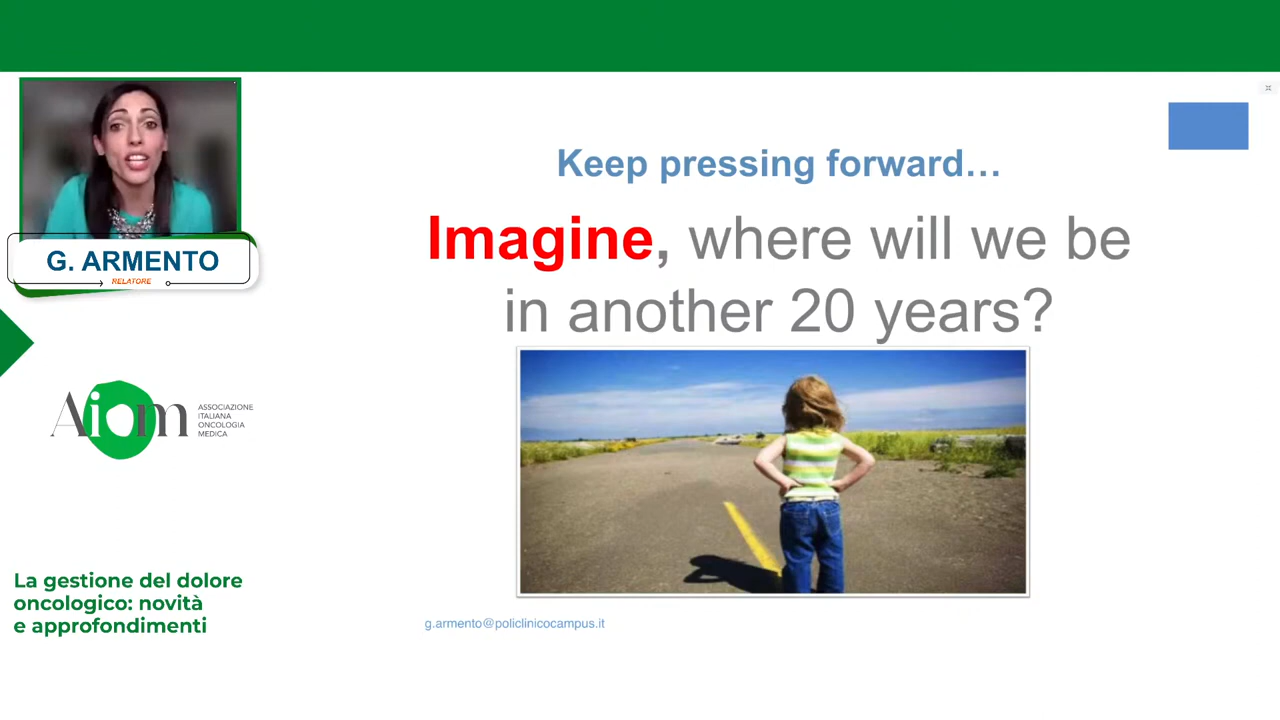 Keep pressing forward…
Imagine, where will we be
in another 20 years?
G. ARMENTO
RELATORE
Aiom
ASSOCIAZIONE
ITALIANA
ONCOLOGIA
MEDICA
La gestione del dolore
oncologico: novità
e approfondimenti
g.armento@policlinicocampus.it